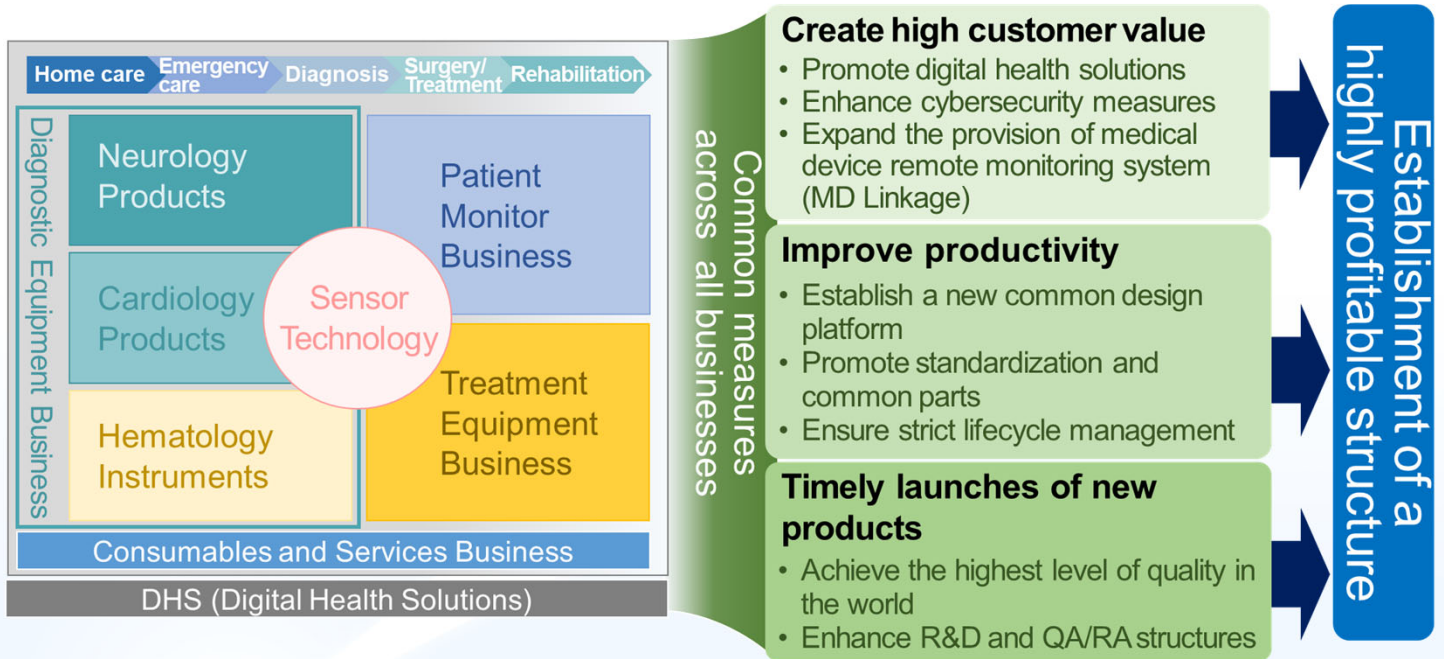 Home care
Emergency
care
Diagnosis
Surgery/
Treatment
Rehabilitation
Diagnostic Equipment Business
Neurology
Products
Cardiology
Products
Hematology
Instruments
Sensor
Technology
Patient
Monitor
Business
Treatment
Equipment
Business
Consumables and Services Business
DHS (Digital Health Solutions)
Common measures
across all businesses
Create high customer value
• Promote digital health solutions
• Enhance cybersecurity measures
• Expand the provision of medical
device remote monitoring system
(MD Linkage)
Improve productivity
• Establish a new common design
platform
• Promote standardization and
common parts
• Ensure strict lifecycle management
Timely launches of new
products
• Achieve the highest level of quality in
the world
• Enhance R&D and QA/RA structures
Establishment of a
highly profitable structure